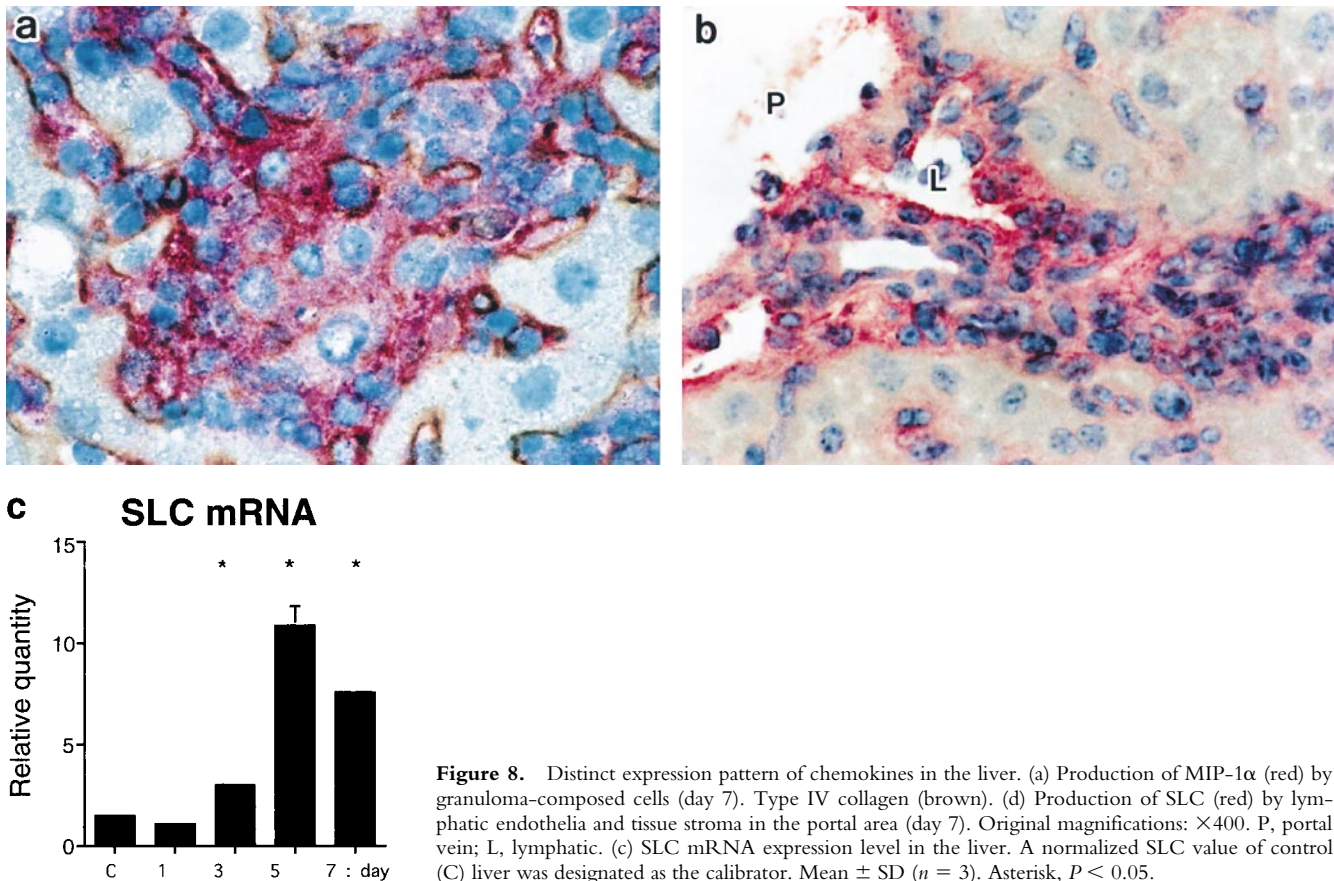 a
b
P
L
c
SLC mRNA
Relative quantity
15
* * *
10
5
0
C 1 3 5 7 : day
Figure 8. Distinct expression pattern of chemokines in the liver. (a) Production of MIP-1α (red) by
granuloma-composed cells (day 7). Type IV collagen (brown). (d) Production of SLC (red) by lym-
phatic endothelia and tissue stroma in the portal area (day 7). Original magnifications: ×400. P, portal
vein; L, lymphatic. (c) SLC mRNA expression level in the liver. A normalized SLC value of control
(C) liver was designated as the calibrator. Mean ± SD (n = 3). Asterisk, P < 0.05.